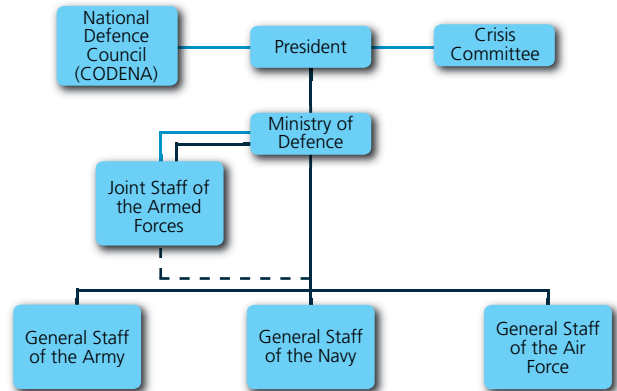 National
Defence
Council
(CODENA)
President
Crisis
Committee
Ministry of
Defence
Joint Staff of
the Armed
Forces
General Staff
of the Army
General Staff
of the Navy
General Staff
of the Air
Force